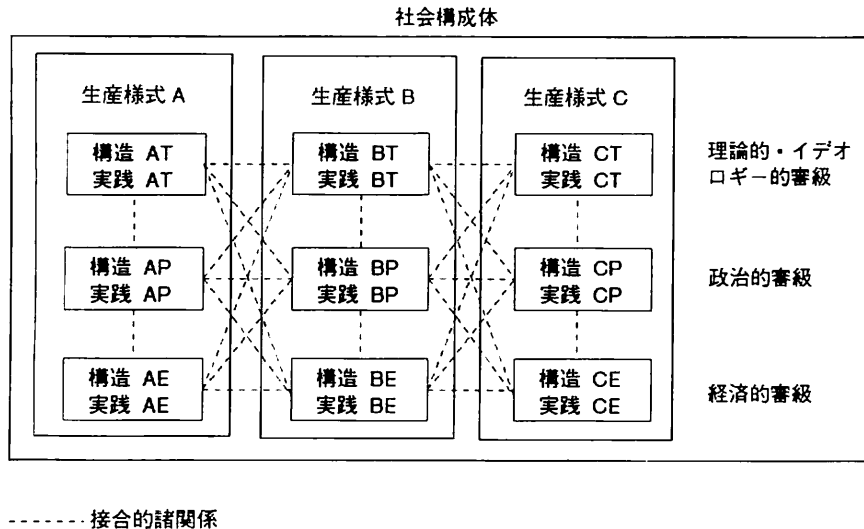 社会構成体
生産様式 A
生産様式 B
生産様式 C
構造 AT
実践 AT
構造 BT
実践 BT
構造 CT
実践 CT
理論的・イデオ
ロギー的審級
構造 AP
実践 AP
構造 BP
実践 BP
構造 CP
実践 CP
政治的審級
構造 AE
実践 AE
構造 BE
実践 BE
構造 CE
実践 CE
経済的審級
接合的諸関係